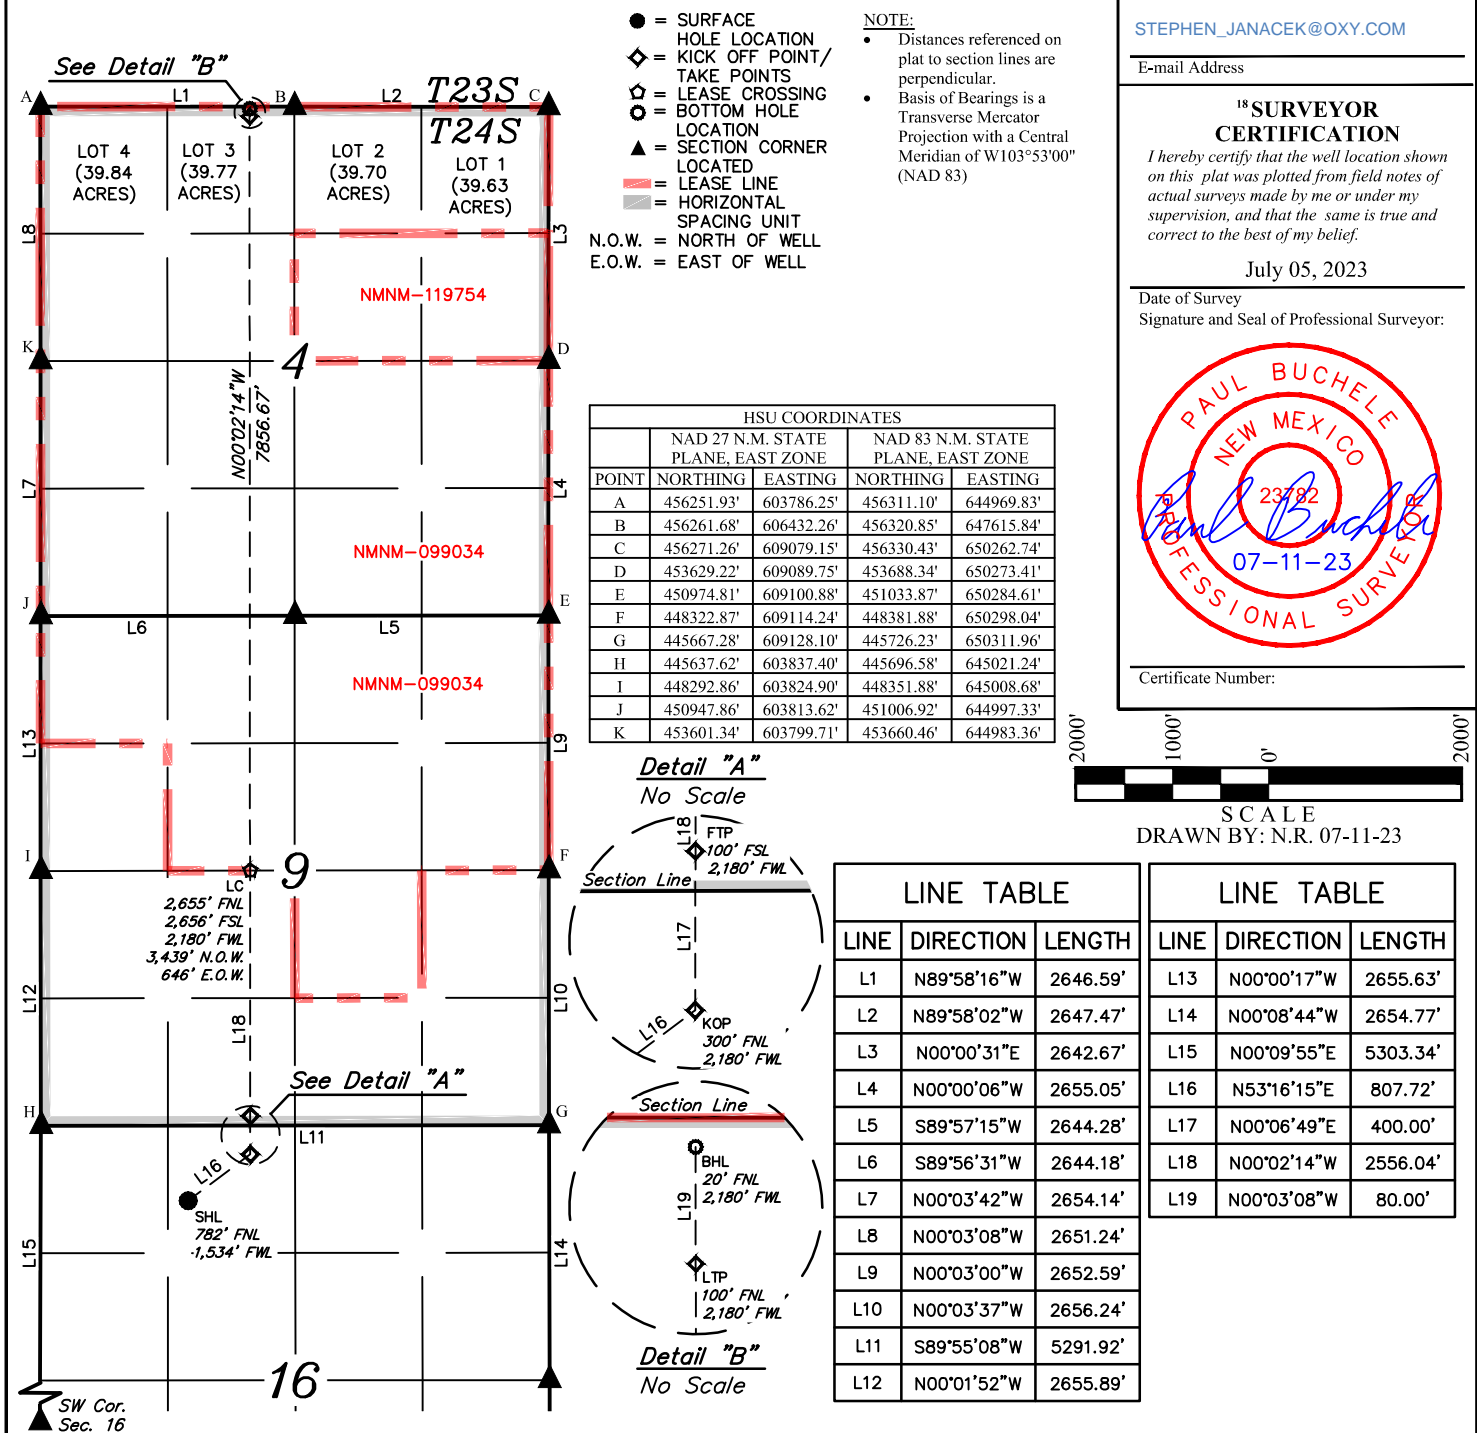 See Detail "B"
A
L1
B
L2
C
T23S
T24S
LOT 4
(39.84
ACRES)
LOT 3
(39.77
ACRES)
LOT 2
(39.70
ACRES)
LOT 1
(39.63
ACRES)
L8
L3
NMNM-119754
K
4
D
N00°02'14"W
7856.67'
L7
L4
NMNM-099034
J
E
L6
L5
NMNM-099034
L13
L9
I
9
F
LC
2,655' FNL
2,656' FSL
2,180' FWL
3,439' N.O.W.
646' E.O.W.
L12
L18
L10
See Detail "A"
H
G
L11
L16
SHL
782' FNL
1,534' FWL
L15
L14
16
SW Cor.
Sec. 16
= SURFACE
HOLE LOCATION
= KICK OFF POINT/
TAKE POINTS
= LEASE CROSSING
= BOTTOM HOLE
LOCATION
= SECTION CORNER
LOCATED
= LEASE LINE
= HORIZONTAL
SPACING UNIT
N.O.W. = NORTH OF WELL
E.O.W. = EAST OF WELL
NOTE:
• Distances referenced on
plat to section lines are
perpendicular.
• Basis of Bearings is a
Transverse Mercator
Projection with a Central
Meridian of W103°53'00"
(NAD 83)
STEPHEN_JANACEK@OXY.COM
E-mail Address
18 SURVEYOR
CERTIFICATION
I hereby certify that the well location shown
on this plat was plotted from field notes of
actual surveys made by me or under my
supervision, and that the same is true and
correct to the best of my belief.
July 05, 2023
Date of Survey
Signature and Seal of Professional Surveyor:
PAUL BUCHELE
NEW MEXICO
23782
Paul Buchele
07-11-23
PROFESSIONAL SURVEYOR
Certificate Number:
HSU COORDINATES
NAD 27 N.M. STATE PLANE, EAST ZONE NAD 83 N.M. STATE PLANE, EAST ZONE
POINT NORTHING EASTING NORTHING EASTING
A 456251.93' 603786.25' 456311.10' 644969.83'
B 456261.68' 606432.26' 456320.85' 647615.84'
C 456271.26' 609079.15' 456330.43' 650262.74'
D 453629.22' 609089.75' 453688.34' 650273.41'
E 450974.81' 609100.88' 451033.87' 650284.61'
F 448322.87' 609114.24' 448381.88' 650298.04'
G 445667.28' 609128.10' 445726.23' 650311.96'
H 445637.62' 603837.40' 445696.58' 645021.24'
I 448292.86' 603824.90' 448351.88' 645008.68'
J 450947.86' 603813.62' 451006.92' 644997.33'
K 453601.34' 603799.71' 453660.46' 644983.36'
Detail "A"
No Scale
L18
FTP
100' FSL
2,180' FWL
Section Line
L17
L16
KOP
300' FNL
2,180' FWL
Section Line
BHL
20' FNL
2,180' FWL
L19
LTP
100' FNL
2,180' FWL
Detail "B"
No Scale
2000' 1000' 0' 2000'
SCALE
DRAWN BY: N.R. 07-11-23
LINE TABLE
LINE DIRECTION LENGTH
L1 N89°58'16"W 2646.59'
L2 N89°58'02"W 2647.47'
L3 N00°00'31"E 2642.67'
L4 N00°00'06"W 2655.05'
L5 S89°57'15"W 2644.28'
L6 S89°56'31"W 2644.18'
L7 N00°03'42"W 2654.14'
L8 N00°03'08"W 2651.24'
L9 N00°03'00"W 2652.59'
L10 N00°03'37"W 2656.24'
L11 S89°55'08"W 5291.92'
L12 N00°01'52"W 2655.89'
LINE TABLE
LINE DIRECTION LENGTH
L13 N00°00'17"W 2655.63'
L14 N00°08'44"W 2654.77'
L15 N00°09'55"E 5303.34'
L16 N53°16'15"E 807.72'
L17 N00°06'49"E 400.00'
L18 N00°02'14"W 2556.04'
L19 N00°03'08"W 80.00'